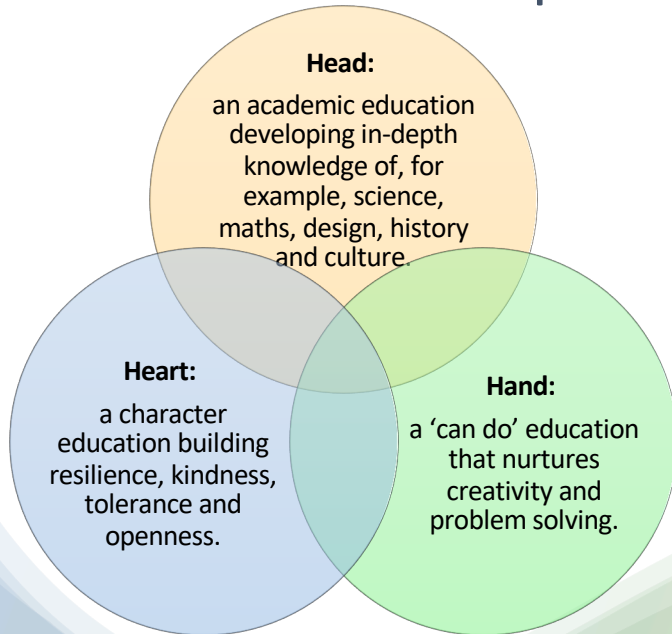 Head:
an academic education
developing in-depth
knowledge of, for
example, science,
maths, design, history
and culture.
Heart:
a character
education building
resilience, kindness,
tolerance and
openness.
Hand:
a ‘can do’ education
that nurtures
creativity and
problem solving.